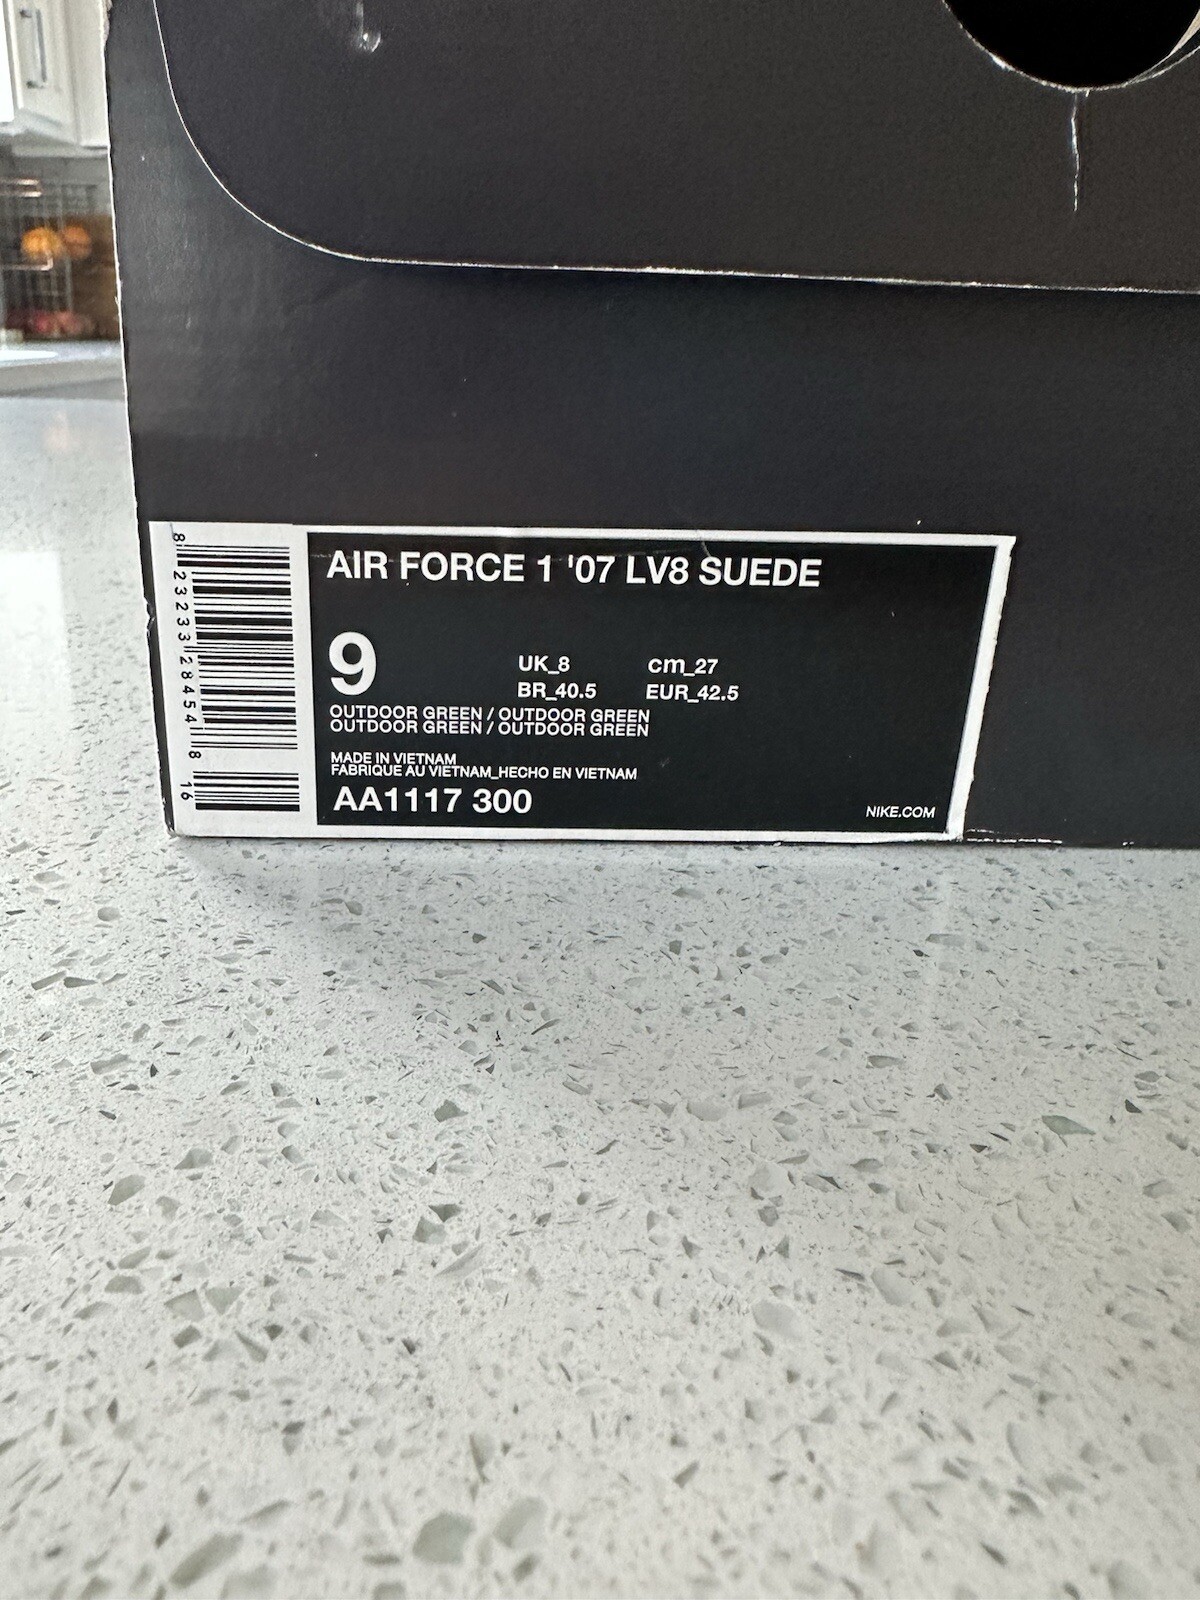 AIR FORCE 1 '07 LV8 SUEDE
9
UK_8 cm_27
BR_40.5 EUR_42.5
OUTDOOR GREEN / OUTDOOR GREEN
OUTDOOR GREEN / OUTDOOR GREEN
MADE IN VIETNAM
FABRIQUE AU VIETNAM_HECHO EN VIETNAM
AA1117 300
NIKE.COM
8 23233 28454 8 16